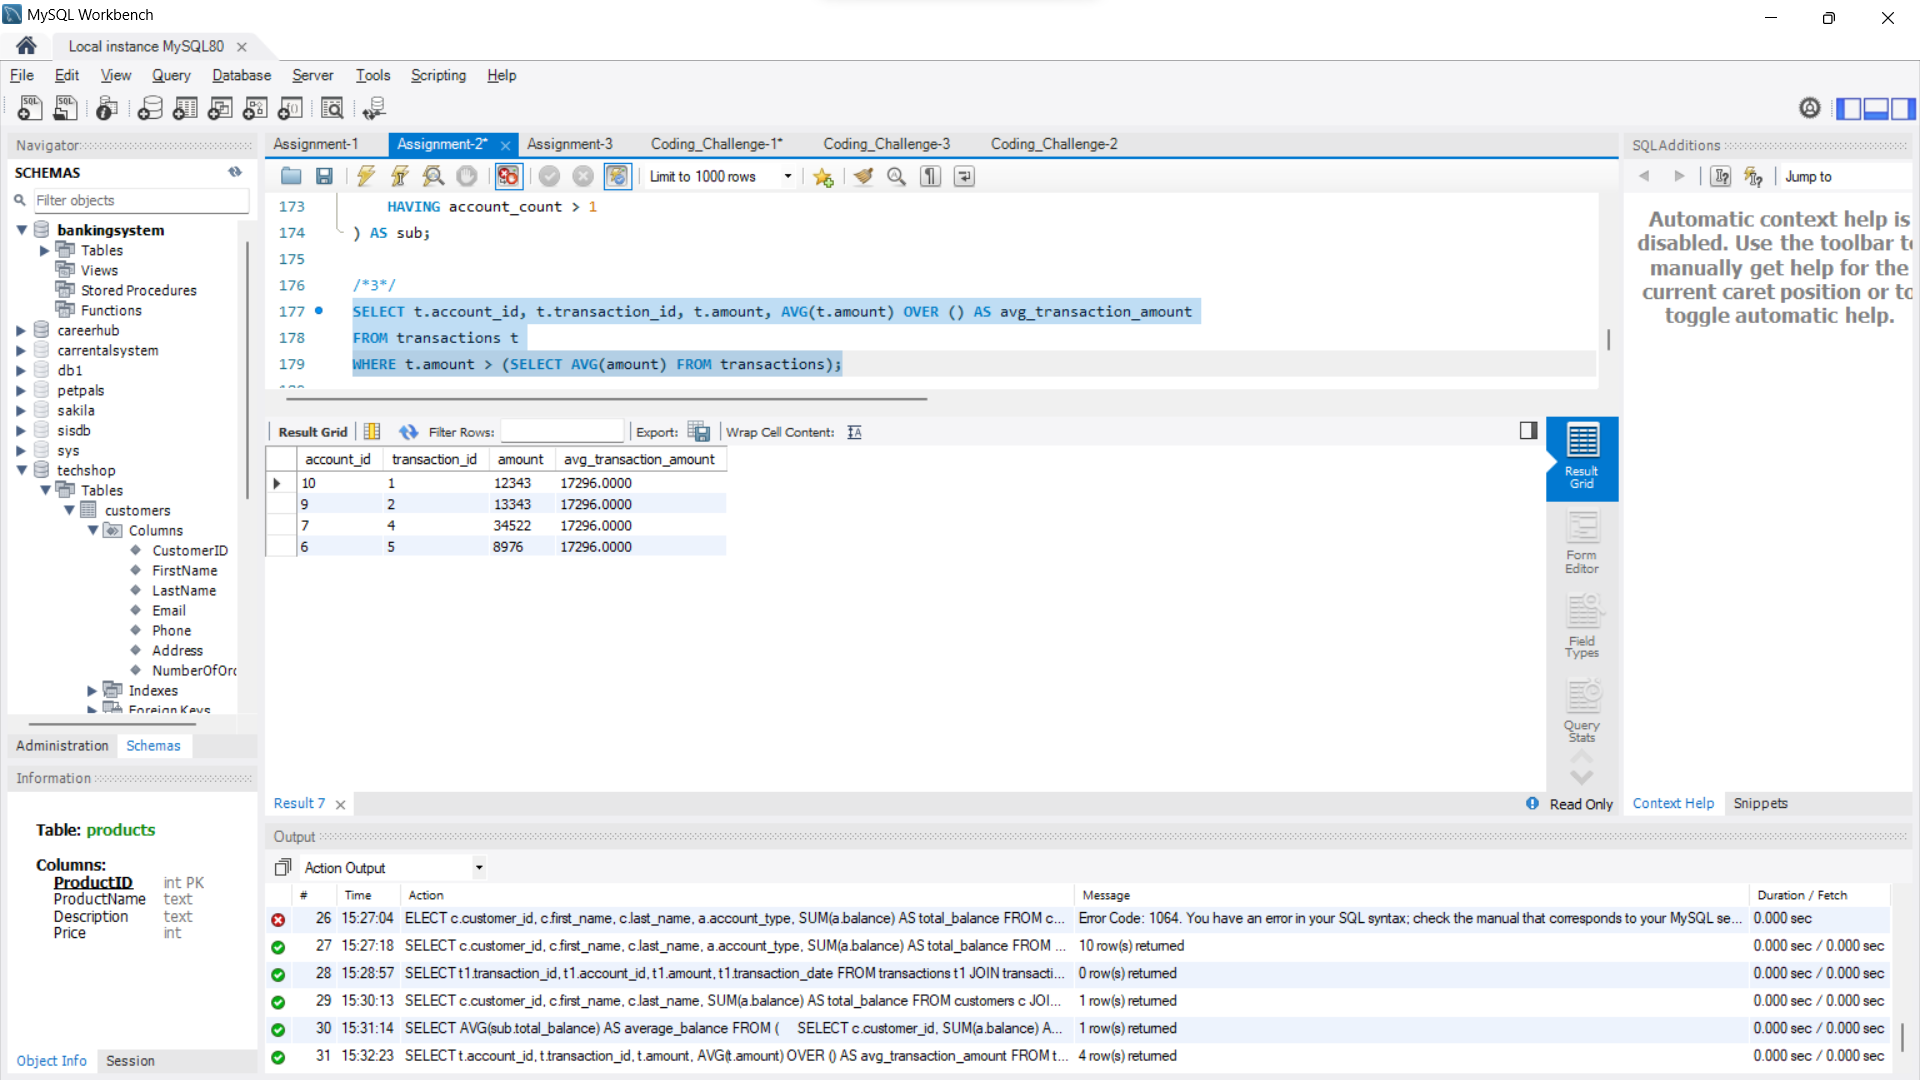 MySQL Workbench
Local instance MySQL80
File Edit View Query Database Server Tools Scripting Help
Navigator
SCHEMAS
Filter objects
bankingsystem
Tables
Views
Stored Procedures
Functions
careerhub
carrentalsystem
db1
petpals
sakila
sisdb
sys
techshop
Tables
customers
Columns
CustomerID
FirstName
LastName
Email
Phone
Address
NumberOfOrd
Indexes
Foreign Keys
Administration Schemas
Information
Table: products
Columns:
ProductID int PK
ProductName text
Description text
Price int
Object Info Session
Assignment-1 Assignment-2* Assignment-3 Coding_Challenge-1* Coding_Challenge-3 Coding_Challenge-2
Limit to 1000 rows
173 HAVING account_count > 1
174 ) AS sub;
175
176 /*3*/
177 SELECT t.account_id, t.transaction_id, t.amount, AVG(t.amount) OVER () AS avg_transaction_amount
178 FROM transactions t
179 WHERE t.amount > (SELECT AVG(amount) FROM transactions);
Result Grid Filter Rows: Export: Wrap Cell Content:
account_id transaction_id amount avg_transaction_amount
10 1 12343 17296.0000
9 2 13343 17296.0000
7 4 34522 17296.0000
6 5 8976 17296.0000
Result Grid
Form Editor
Field Types
Query Stats
Result 7
Read Only
SQLAdditions
Jump to
Automatic context help is
disabled. Use the toolbar to
manually get help for the
current caret position or to
toggle automatic help.
Context Help Snippets
Output
Action Output
# Time Action Message Duration / Fetch
26 15:27:04 ELECT c.customer_id, c.first_name, c.last_name, a.account_type, SUM(a.balance) AS total_balance FROM c... Error Code: 1064. You have an error in your SQL syntax; check the manual that corresponds to your MySQL se... 0.000 sec
27 15:27:18 SELECT c.customer_id, c.first_name, c.last_name, a.account_type, SUM(a.balance) AS total_balance FROM ... 10 row(s) returned 0.000 sec / 0.000 sec
28 15:28:57 SELECT t1.transaction_id, t1.account_id, t1.amount, t1.transaction_date FROM transactions t1 JOIN transacti... 0 row(s) returned 0.000 sec / 0.000 sec
29 15:30:13 SELECT c.customer_id, c.first_name, c.last_name, SUM(a.balance) AS total_balance FROM customers c JOI... 1 row(s) returned 0.000 sec / 0.000 sec
30 15:31:14 SELECT AVG(sub.total_balance) AS average_balance FROM ( SELECT c.customer_id, SUM(a.balance) A... 1 row(s) returned 0.000 sec / 0.000 sec
31 15:32:23 SELECT t.account_id, t.transaction_id, t.amount, AVG(t.amount) OVER () AS avg_transaction_amount FROM t... 4 row(s) returned 0.000 sec / 0.000 sec